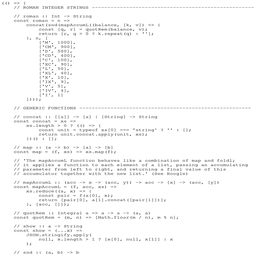 (() => {
// ROMAN INTEGER STRINGS -----------------------------------------------------
// roman :: Int -> String
const roman = n =>
concat(snd(mapAccumL((balance, [k, v]) => {
const [q, r] = quotRem(balance, v);
return [r, q > 0 ? k.repeat(q) : ''];
}, n, [
['M', 1000],
['CM', 900],
['D', 500],
['CD', 400],
['C', 100],
['XC', 90],
['L', 50],
['XL', 40],
['X', 10],
['IX', 9],
['V', 5],
['IV', 4],
['I', 1]
])));
// GENERIC FUNCTIONS -------------------------------------------------------
// concat :: [[a]] -> [a] | [String] -> String
const concat = xs =>
xs.length > 0 ? (() => {
const unit = typeof xs[0] === 'string' ? '' : [];
return unit.concat.apply(unit, xs);
})() : [];
// map :: (a -> b) -> [a] -> [b]
const map = (f, xs) => xs.map(f);
// 'The mapAccumL function behaves like a combination of map and foldl;
// it applies a function to each element of a list, passing an accumulating
// parameter from left to right, and returning a final value of this
// accumulator together with the new list.' (See Hoogle)
// mapAccumL :: (acc -> x -> (acc, y)) -> acc -> [x] -> (acc, [y])
const mapAccumL = (f, acc, xs) =>
xs.reduce((a, x) => {
const pair = f(a[0], x);
return [pair[0], a[1].concat([pair[1]])];
}, [acc, []]);
// quotRem :: Integral a => a -> a -> (a, a)
const quotRem = (m, n) => [Math.floor(m / n), m % n];
// show :: a -> String
const show = (...x) =>
JSON.stringify.apply(
null, x.length > 1 ? [x[0], null, x[1]] : x
);
// snd :: (a, b) -> b